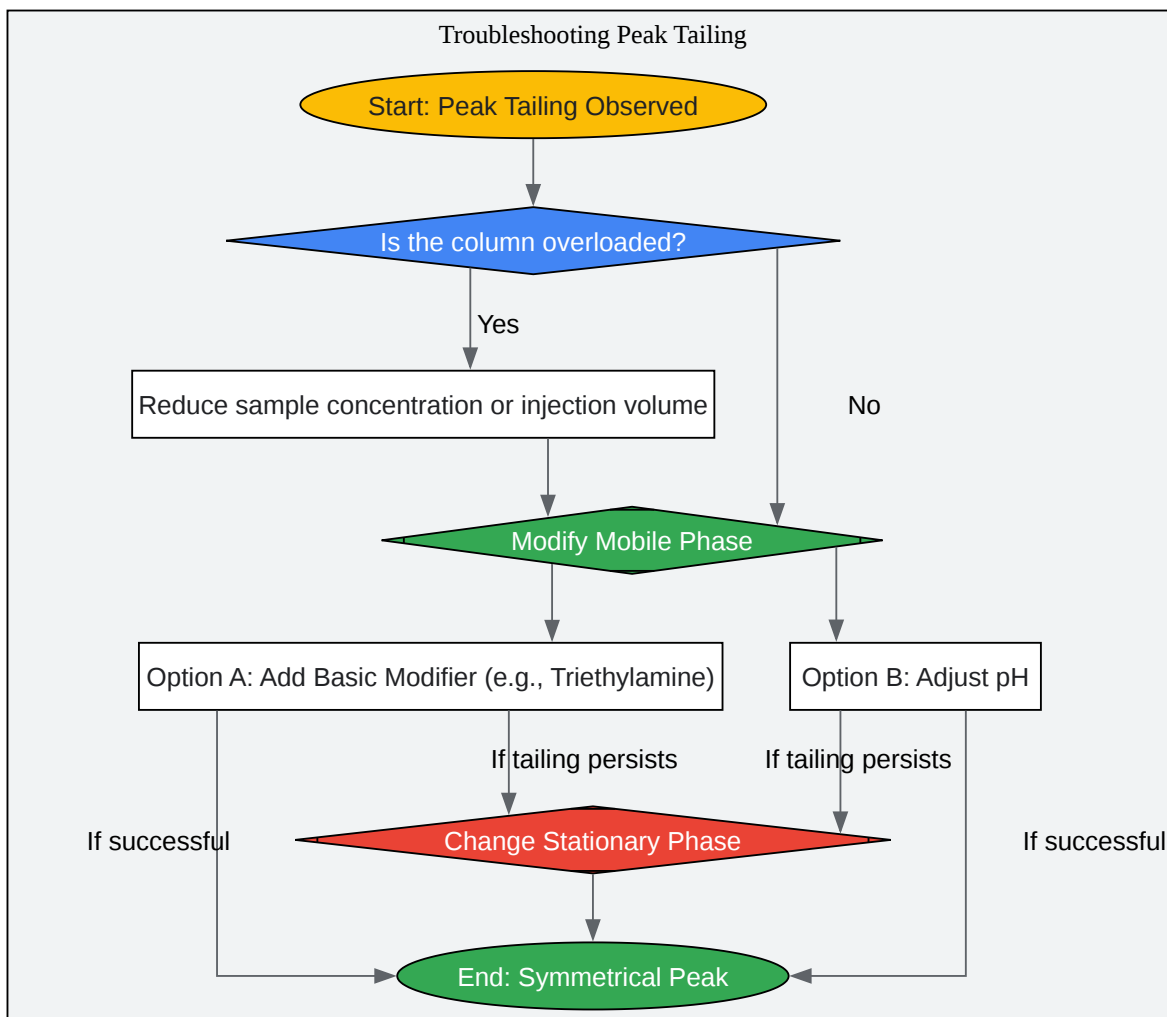 Troubleshooting Peak Tailing
Start: Peak Tailing Observed
Is the column overloaded?
Yes
Reduce sample concentration or injection volume
No
Modify Mobile Phase
Option A: Add Basic Modifier (e.g., Triethylamine)
Option B: Adjust pH
If tailing persists
If tailing persists
If successful
Change Stationary Phase
If successful
End: Symmetrical Peak